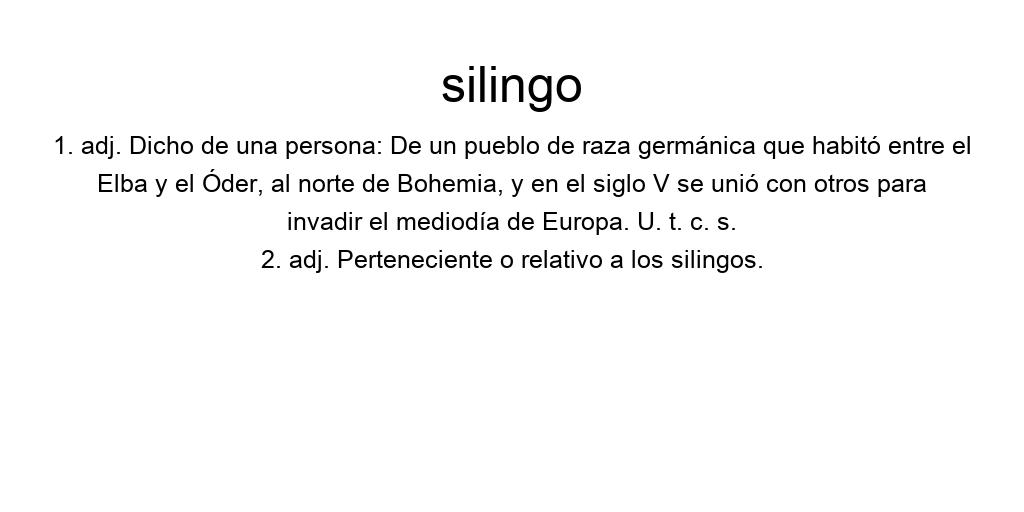 silingo
1. adj. Dicho de una persona: De un pueblo de raza germánica que habitó entre el
Elba y el Óder, al norte de Bohemia, y en el siglo V se unió con otros para
invadir el mediodía de Europa. U. t. c. s.
2. adj. Perteneciente o relativo a los silingos.